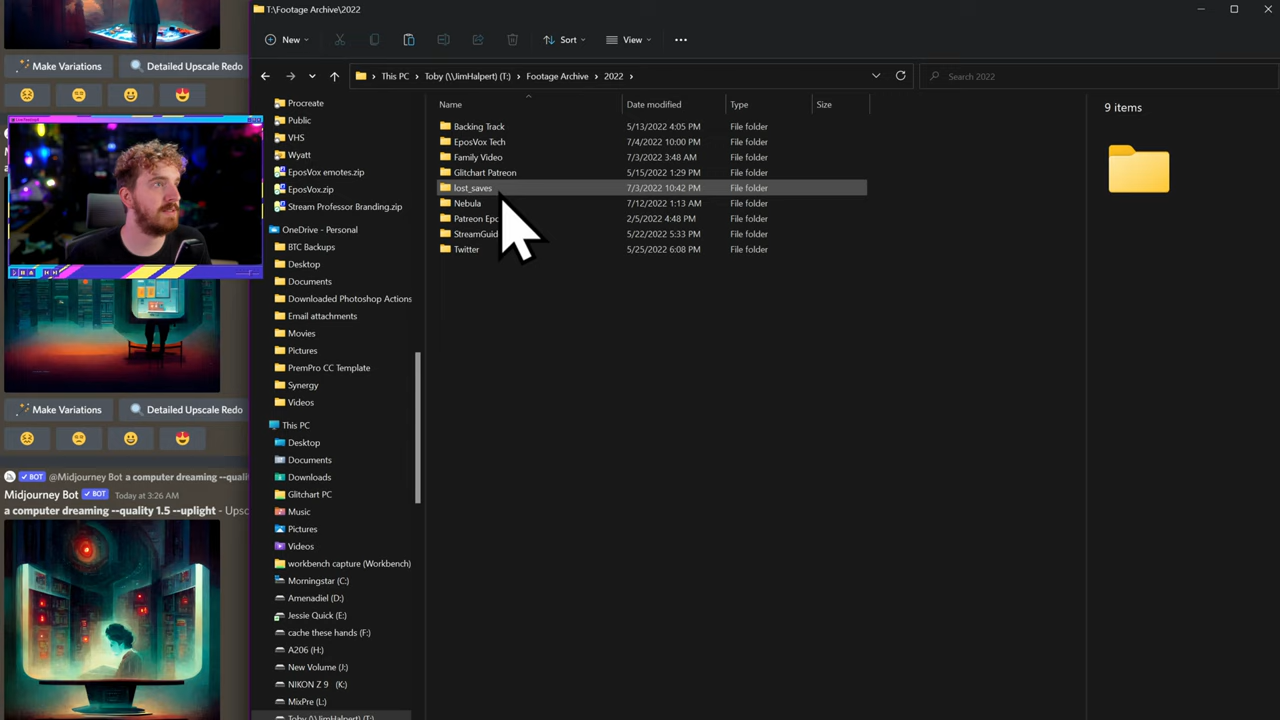 T:\Footage Archive\2022
New
Sort
View
This PC
Toby (\\JimHalpert) (T:)
Footage Archive
2022
Search 2022
Make Variations
Detailed Upscale Redo
Procreate
Public
VHS
Wyatt
EposVox emotes.zip
EposVox.zip
Stream Professor Branding.zip
OneDrive - Personal
BTC Backups
Desktop
Documents
Downloaded Photoshop Actions
Email attachments
Movies
Pictures
PremPro CC Template
Synergy
Videos
This PC
Desktop
Documents
Downloads
Glitchart PC
Music
Pictures
Videos
workbench capture (Workbench)
Morningstar (C:)
Amenadiel (D:)
Jessie Quick (E:)
cache these hands (F:)
A206 (H:)
New Volume (J:)
NIKON Z 9 (K:)
MixPre (L:)
Toby (\\JimHalpert) (T:)
Name Date modified Type Size
Backing Track 5/13/2022 4:05 PM File folder
EposVox Tech 7/4/2022 10:00 PM File folder
Family Video 7/3/2022 3:48 AM File folder
Glitchart Patreon 5/15/2022 1:29 PM File folder
lost_saves 7/3/2022 10:42 PM File folder
Nebula 7/12/2022 1:13 AM File folder
Patreon 2/5/2022 4:48 PM File folder
StreamGuid 5/22/2022 5:33 PM File folder
Twitter 5/25/2022 6:08 PM File folder
9 items
Make Variations
Detailed Upscale Redo
BOT @Midjourney Bot a computer dreaming --quali
Midjourney Bot BOT Today at 3:26 AM
a computer dreaming --quality 1.5 --uplight - Upsc